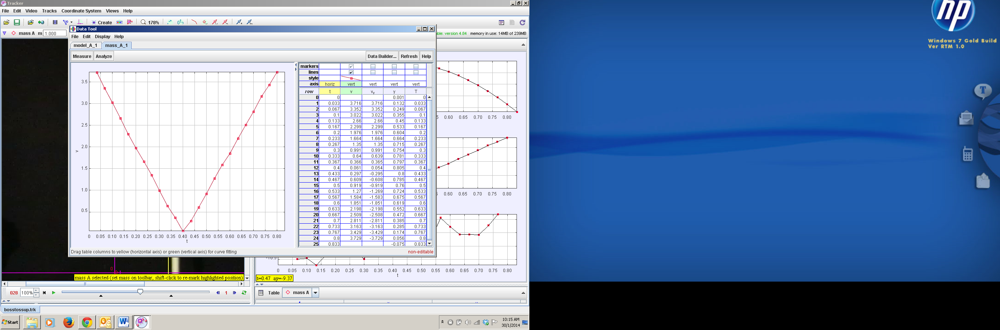 Tracker
File Edit Video Tracks Coordinate System Views Help
Create 178%
mass A m 1.000
version 4.84 memory in use: 14MB of 239MB
Data Tool
File Edit Display Help
model_A_1 mass_A_1
Measure Analyze Data Builder... Refresh Help
markers
lines
style
axis horiz vert vert vert vert
row t v vy y T
0 0 0.001 0
1 0.033 3.716 3.716 0.132 0.033
2 0.067 3.352 3.352 0.249 0.067
3 0.1 3.022 3.022 0.355 0.1
4 0.133 2.66 2.66 0.45 0.133
5 0.167 2.299 2.299 0.533 0.167
6 0.2 1.976 1.976 0.604 0.2
7 0.233 1.664 1.664 0.664 0.233
8 0.267 1.35 1.35 0.715 0.267
9 0.3 0.991 0.991 0.754 0.3
10 0.333 0.64 0.639 0.781 0.333
11 0.367 0.366 0.365 0.797 0.367
12 0.4 0.061 0.054 0.805 0.4
13 0.433 0.297 -0.295 0.8 0.433
14 0.467 0.609 -0.608 0.785 0.467
15 0.5 0.919 -0.919 0.76 0.5
16 0.533 1.27 -1.269 0.724 0.533
17 0.567 1.584 -1.583 0.675 0.567
18 0.6 1.851 -1.851 0.619 0.6
19 0.633 2.198 -2.198 0.552 0.633
20 0.667 2.509 -2.508 0.472 0.667
21 0.7 2.811 -2.811 0.385 0.7
22 0.733 3.163 -3.163 0.285 0.733
23 0.767 3.429 -3.429 0.174 0.767
24 0.8 3.729 -3.729 0.056 0.8
25 0.833 -0.075 0.833
3.5
3.0
2.5
2.0
v
1.5
1.0
0.5
0 0.05 0.10 0.15 0.20 0.25 0.30 0.35 0.40 0.45 0.50 0.55 0.60 0.65 0.70 0.75 0.80
t
Drag table columns to yellow (horizontal axis) or green (vertical axis) for curve fitting non-editable
0.60 0.65 0.70 0.75 0.80
0.60 0.65 0.70 0.75 0.80
-10.5
0 0.05 0.10 0.15 0.20 0.25 0.30 0.35 0.40 0.45 0.50 0.55 0.60 0.65 0.70 0.75 0.80
t
t=0.47 ay=-9.37
0
mass A selected (set mass on toolbar, shift-click to re-mark highlighted position)
028 100% 1
Table mass A
bosstossup.trk
Start
10:15 AM
30/1/2014
hp
Windows 7 Gold Build
Ver RTM 1.0
T